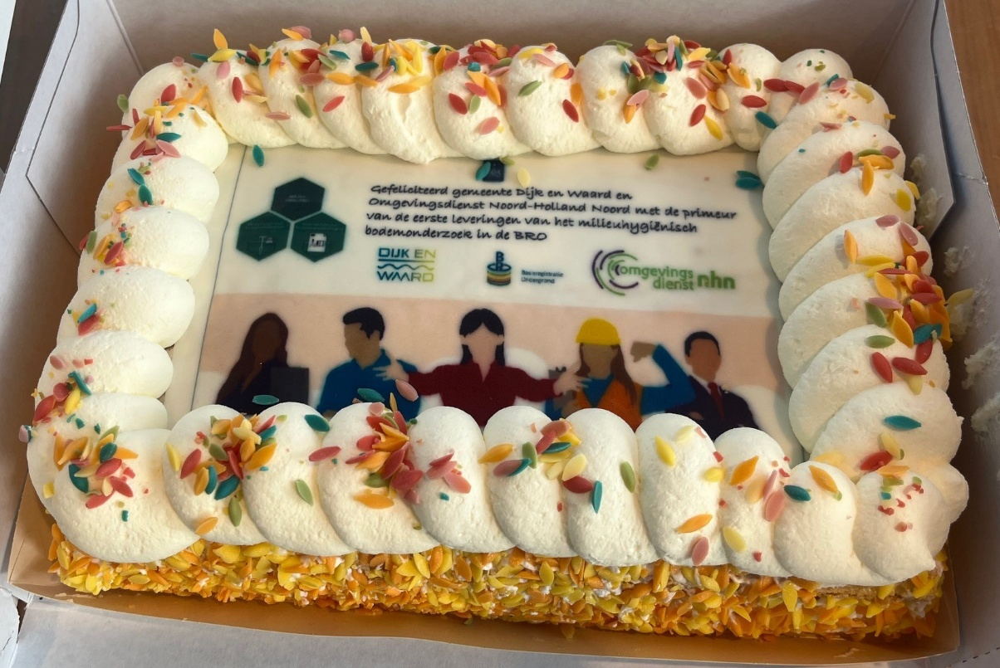 Gefeliciteerd gemeente Dijk en Waard en
Omgevingsdienst Noord-Holland Noord met de primeur
van de eerste leveringen van het milieuhygiënisch
bodemonderzoek in de BRO
DIJK EN
WAARD
BRO
Basisregistratie
Ondergrond
omgevings
dienst nhn